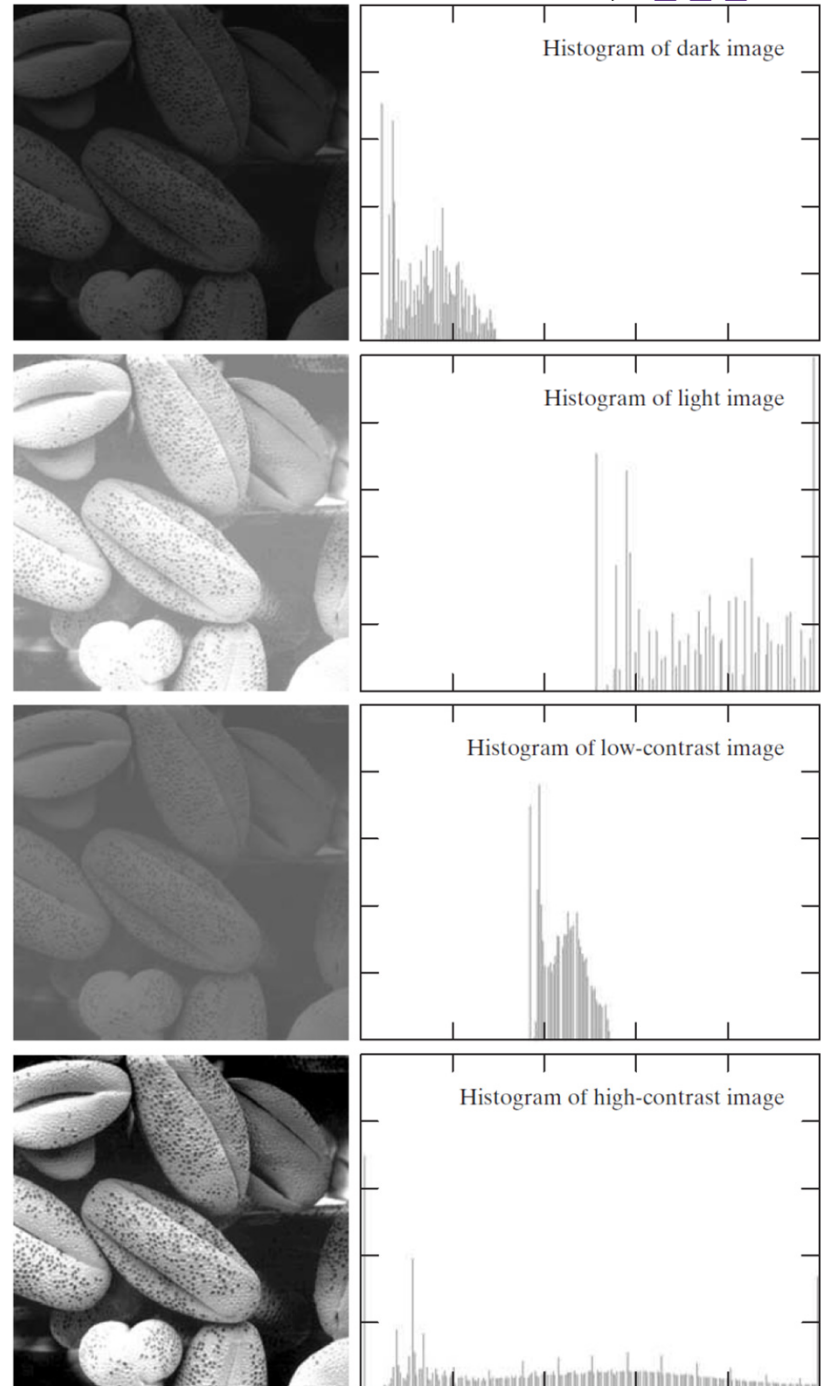 Histogram of dark image
Histogram of light image
Histogram of low-contrast image
Histogram of high-contrast image